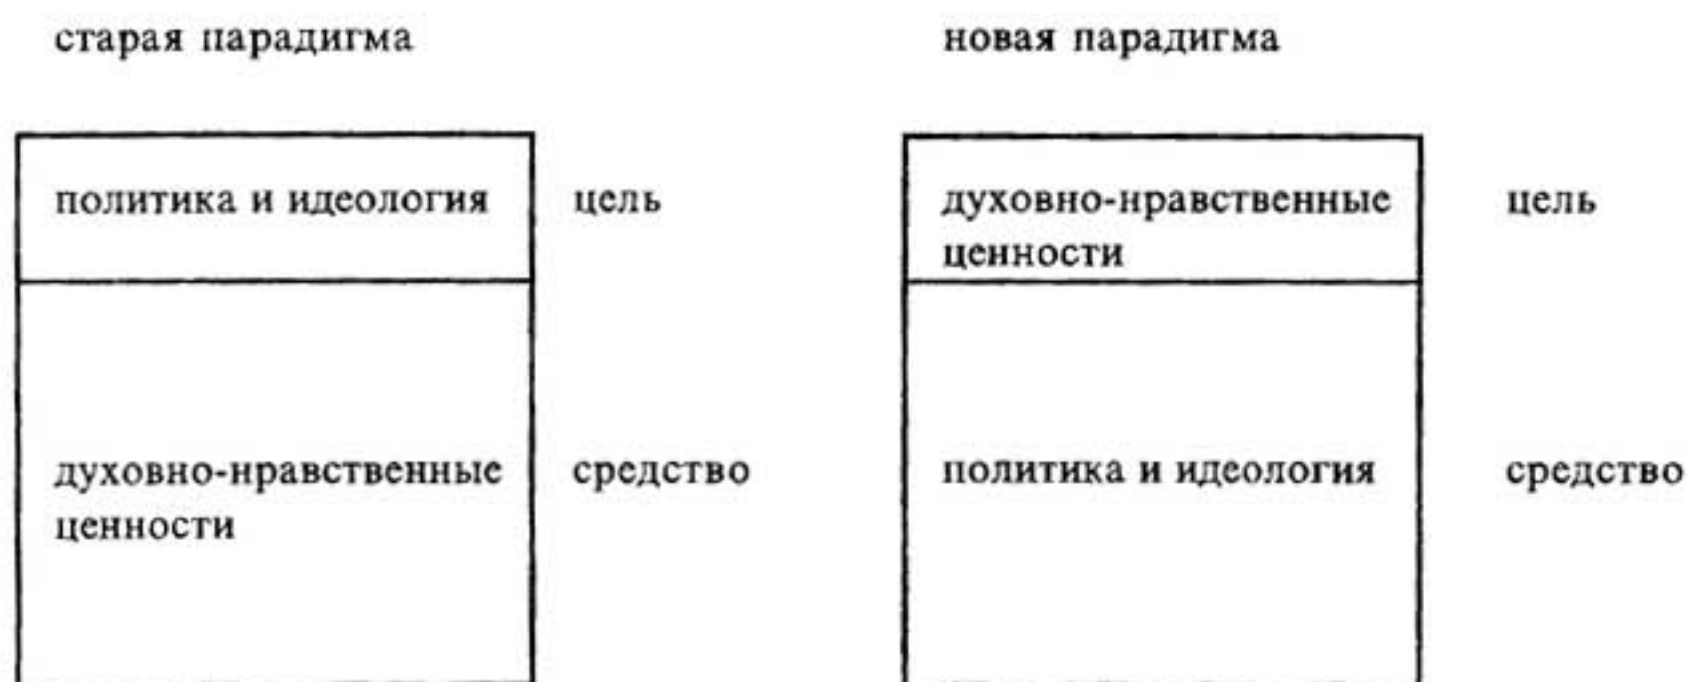 старая парадигма
политика и идеология цель
духовно-нравственные средство
ценности
новая парадигма
духовно-нравственные цель
ценности
политика и идеология средство